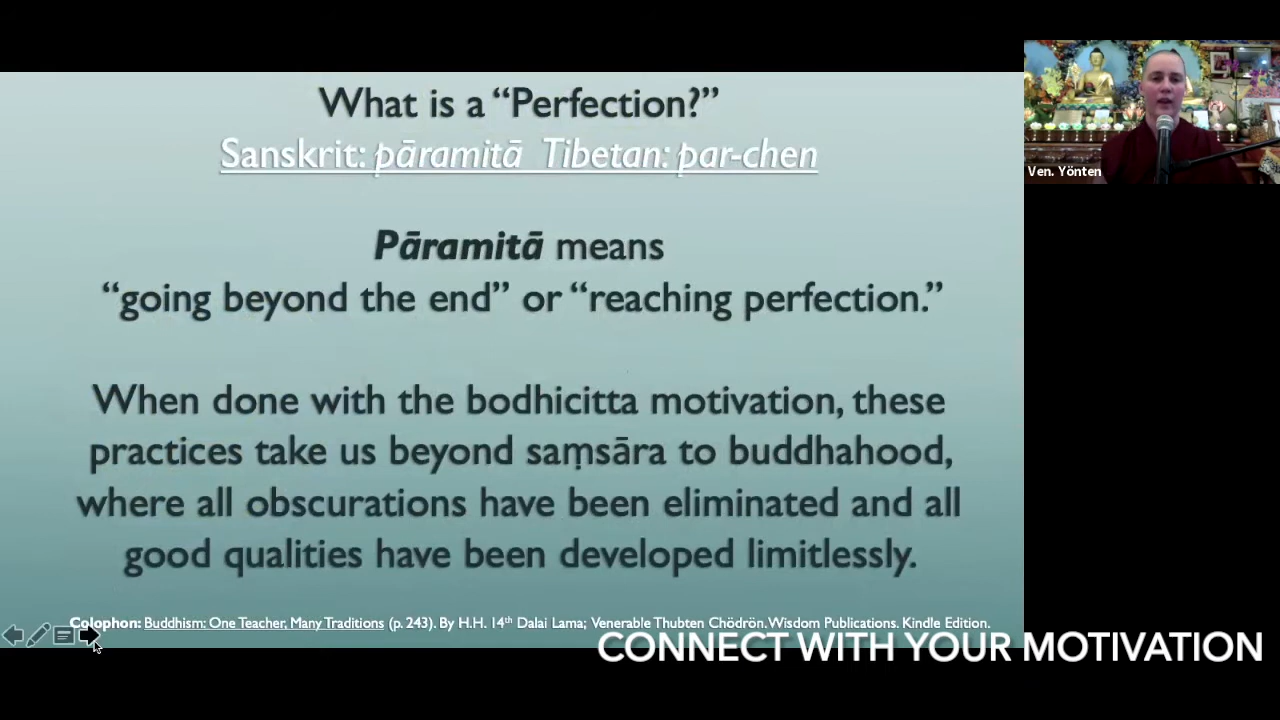 What is a “Perfection?”
Sanskrit: pāramitā Tibetan: par-chen
Pāramitā means
“going beyond the end” or “reaching perfection.”
When done with the bodhicitta motivation, these
practices take us beyond saṃsāra to buddhahood,
where all obscurations have been eliminated and all
good qualities have been developed limitlessly.
Colophon: Buddhism: One Teacher, Many Traditions (p. 243). By H.H. 14th Dalai Lama; Venerable Thubten Chödrön. Wisdom Publications. Kindle Edition.
CONNECT WITH YOUR MOTIVATION
Ven. Yönten